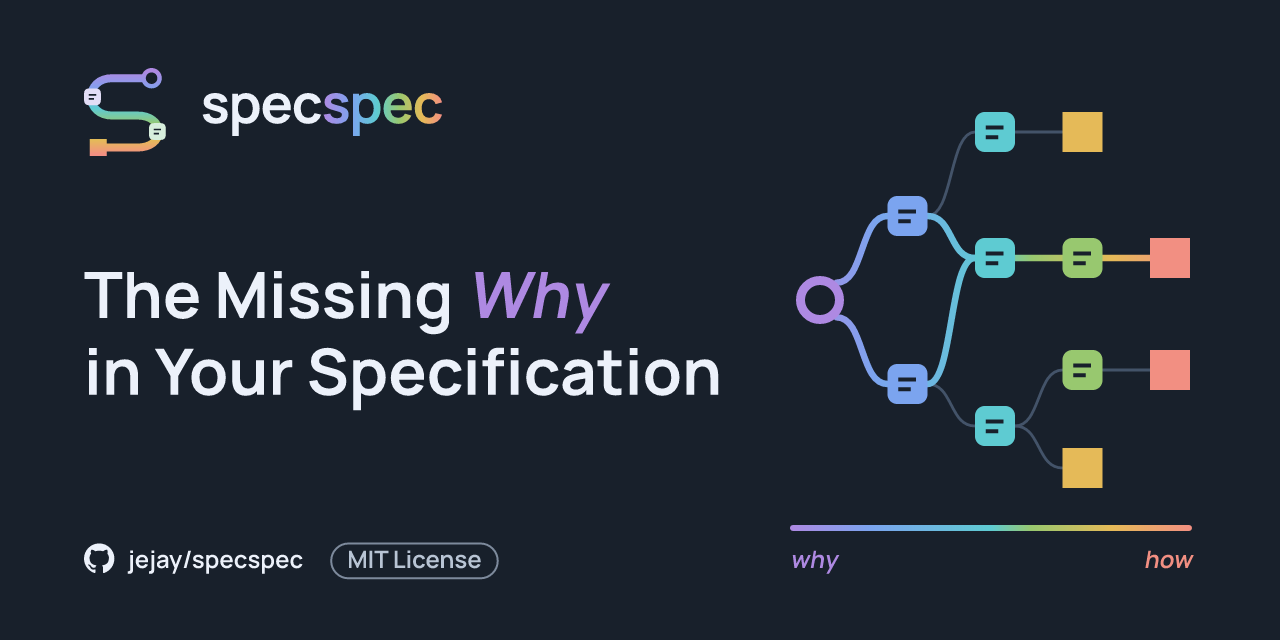 specspec
The Missing Why
in Your Specification
jejay/specspec
MIT License
why
how